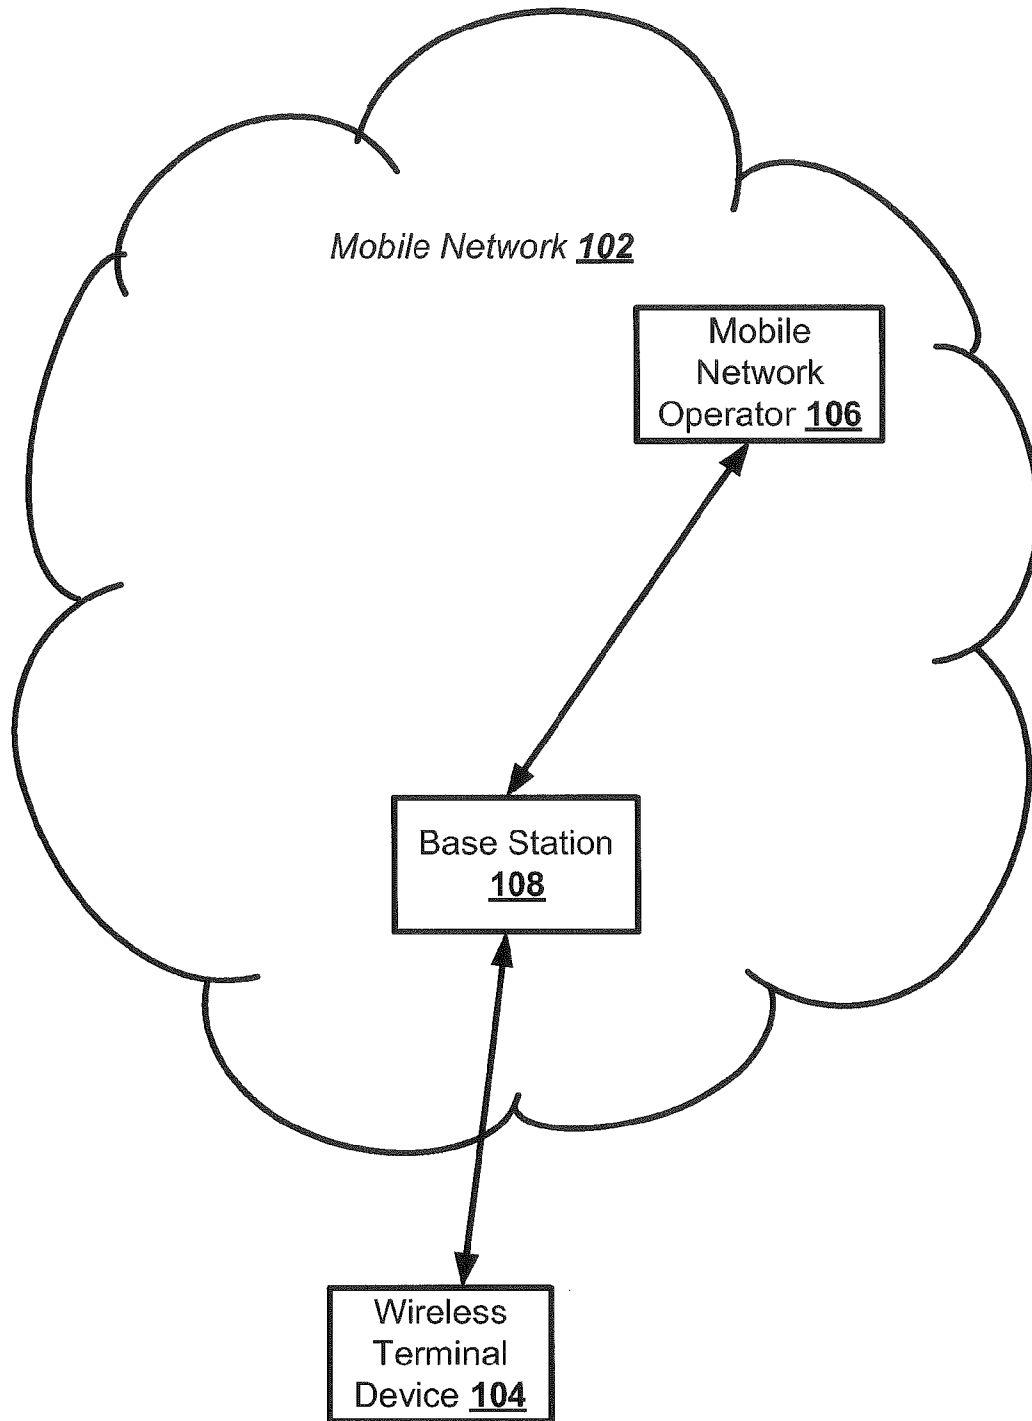 Mobile Network 102
Mobile
Network
Operator 106
Base Station
108
Wireless
Terminal
Device 104